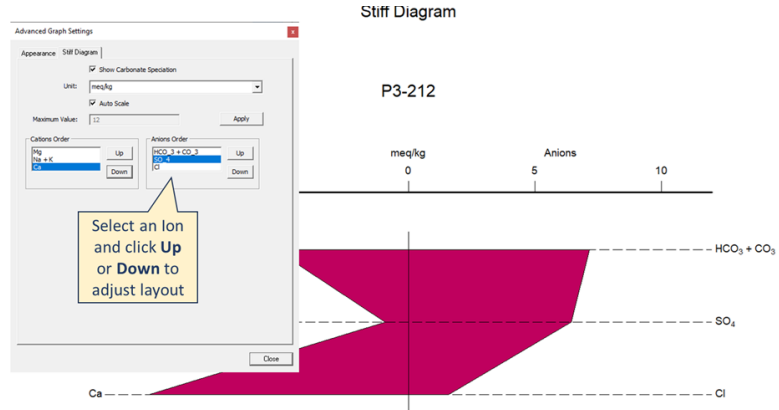 Stiff Diagram
Advanced Graph Settings
x
Appearance Stiff Diagram
Show Carbonate Speciation
Unit: meq/kg
Auto Scale
Maximum Value: 12 Apply
Cations Order
Mg
Na + K
Ca
Up
Down
Anions Order
HCO_3 + CO_3
SO_4
Cl
Up
Down
Select an Ion
and click Up
or Down to
adjust layout
Close
P3-212
meq/kg Anions
0 5 10
HCO₃ + CO₃
SO₄
Ca Cl